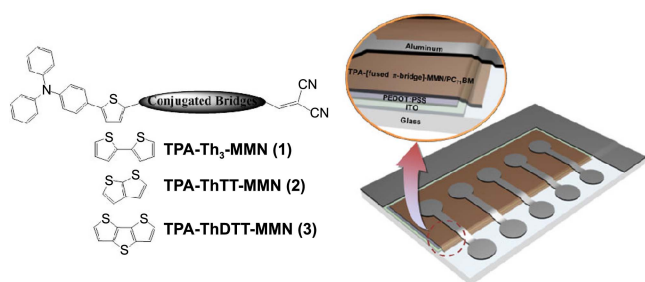 N
S
Conjugated Bridges
CN
CN
S
S
TPA-Th₃-MMN (1)
S
S
TPA-ThTT-MMN (2)
S
S
S
TPA-ThDTT-MMN (3)
Aluminum
TPA-[fused π-bridge]-MMN/PC₇₁BM
PEDOT:PSS
ITO
Glass